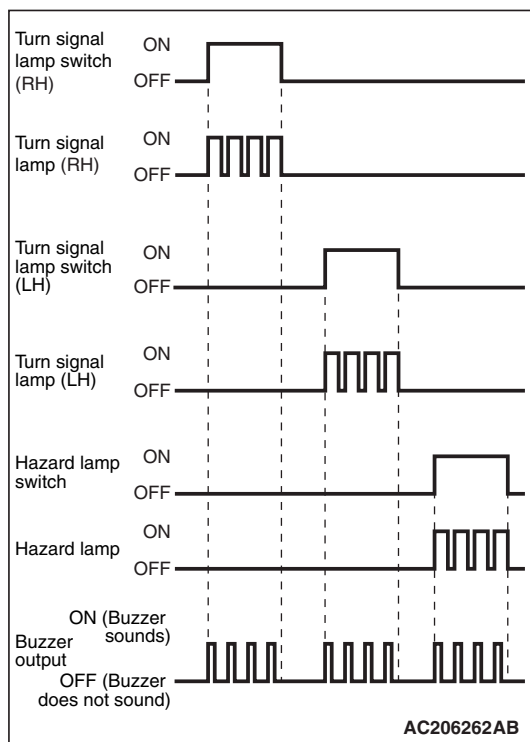 Turn signal
lamp switch
(RH)
ON
OFF
Turn signal
lamp (RH)
ON
OFF
Turn signal
lamp switch
(LH)
ON
OFF
Turn signal
lamp (LH)
ON
OFF
Hazard lamp
switch
ON
OFF
Hazard lamp
ON
OFF
Buzzer
output
ON (Buzzer
sounds)
OFF (Buzzer
does not sound)
AC206262AB